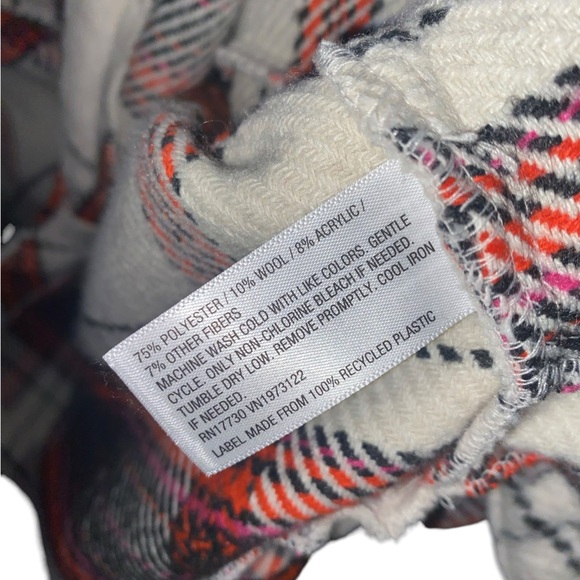 75% POLYESTER / 10% WOOL / 8% ACRYLIC /
7% OTHER FIBERS
MACHINE WASH COLD WITH LIKE COLORS. GENTLE
CYCLE. ONLY NON-CHLORINE BLEACH IF NEEDED.
TUMBLE DRY LOW. REMOVE PROMPTLY. COOL IRON
IF NEEDED.
RN17730 VN1973122
LABEL MADE FROM 100% RECYCLED PLASTIC